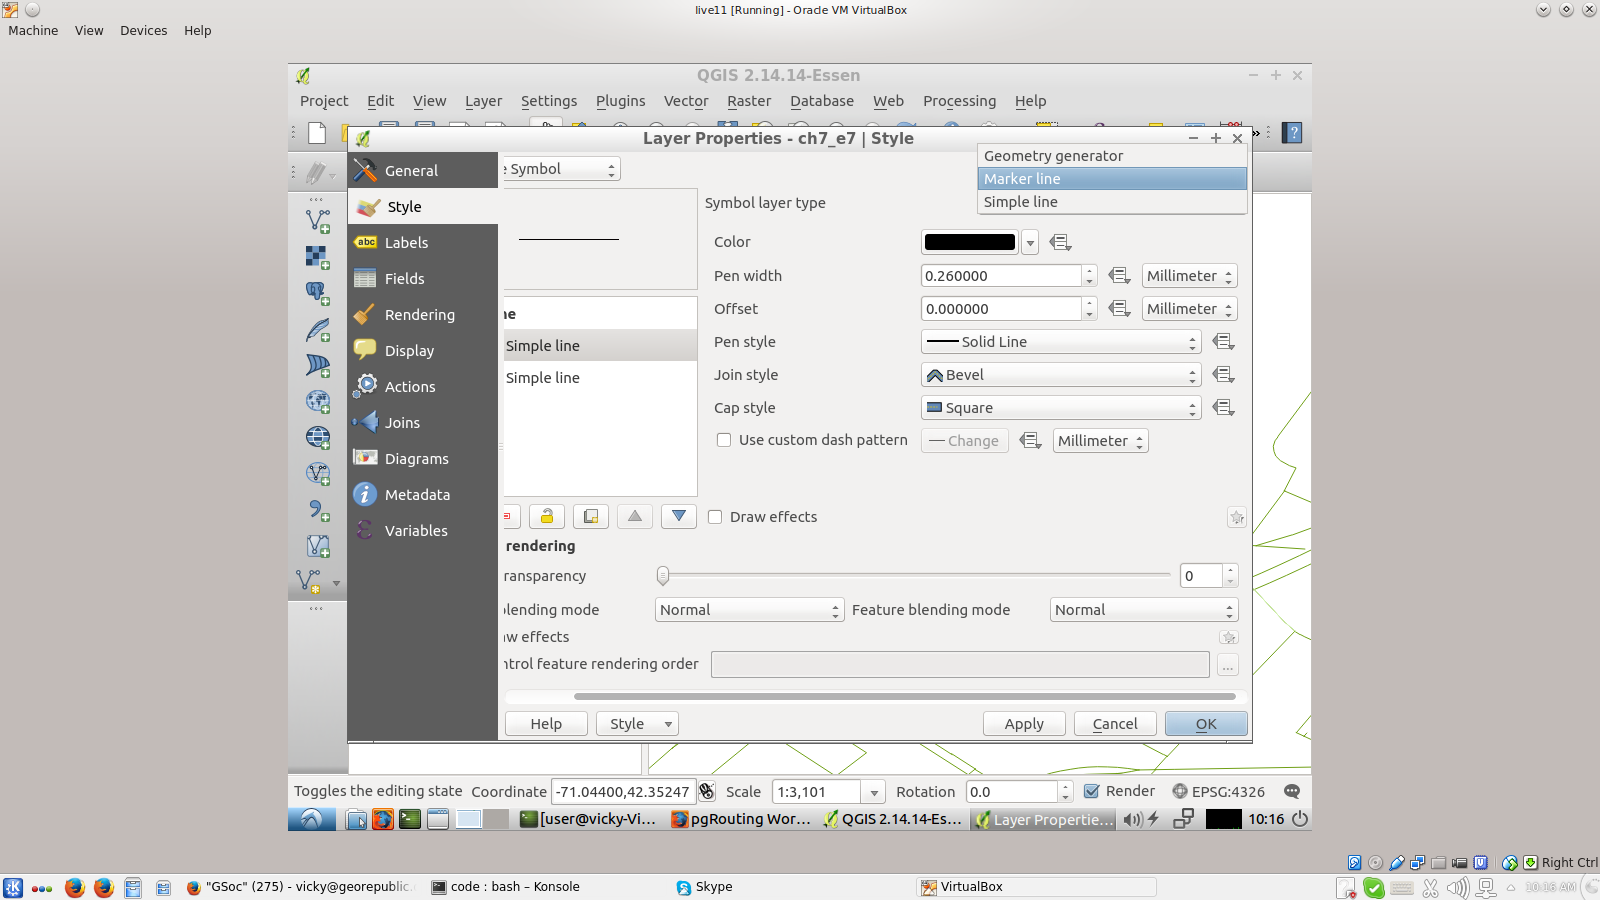 live11 [Running] - Oracle VM VirtualBox
Machine View Devices Help
QGIS 2.14.14-Essen
Project Edit View Layer Settings Plugins Vector Raster Database Web Processing Help
Layer Properties - ch7_e7 | Style
General
Style
abc Labels
Fields
Rendering
Display
Actions
Joins
Diagrams
Metadata
Variables
Symbol
Symbol layer type
Geometry generator
Marker line
Simple line
Color
Pen width 0.260000 Millimeter
Offset 0.000000 Millimeter
Pen style Solid Line
Join style Bevel
Cap style Square
Use custom dash pattern Change Millimeter
ne
Simple line
Simple line
Draw effects
rendering
ransparency 0
lending mode Normal Feature blending mode Normal
aw effects
ntrol feature rendering order ...
Help Style Apply Cancel OK
Toggles the editing state Coordinate -71.04400,42.35247 Scale 1:3,101 Rotation 0.0 Render EPSG:4326
[user@vicky-Vi... pgRouting Wor... QGIS 2.14.14-Es... Layer Propertie... 10:16
Right Ctrl
"GSoc" (275) - vicky@georepublic. code : bash – Konsole Skype VirtualBox 10:16 AM